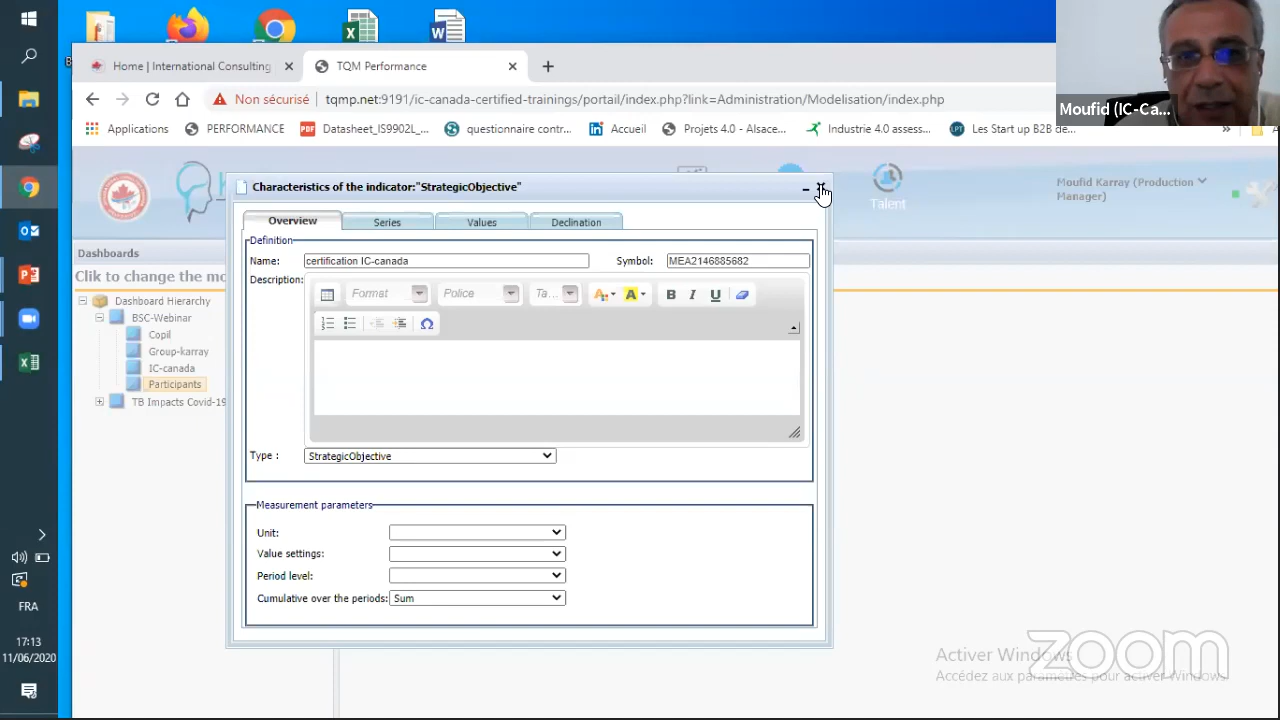 Home | International Consulting
TQM Performance
Non sécurisé
tqmp.net:9191/ic-canada-certified-trainings/portail/index.php?link=Administration/Modelisation/index.php
Moufid (IC-Ca...
Applications
PERFORMANCE
PDF
Datasheet_IS9902L_...
questionnaire contr...
in
Accueil
Projets 4.0 - Alsace...
Industrie 4.0 assess...
LPT
Les Start up B2B de...
»
Talent
Moufid Karray (Production
Manager)
Characteristics of the indicator:"StrategicObjective"
Overview
Series
Values
Declination
Dashboards
Clic to change the mo
Dashboard Hierarchy
BSC-Webinar
Copil
Group-karray
IC-canada
Participants
TB Impacts Covid-19
Definition
Name: certification IC-canada
Symbol: MEA2146885682
Description:
Format
Police
Ta...
A
A
B I U
Ω
Type : StrategicObjective
Measurement parameters
Unit:
Value settings:
Period level:
Cumulative over the periods: Sum
Activer Windows
Accédez aux paramètres pour activer Windows.
zoom
FRA
17:13
11/06/2020